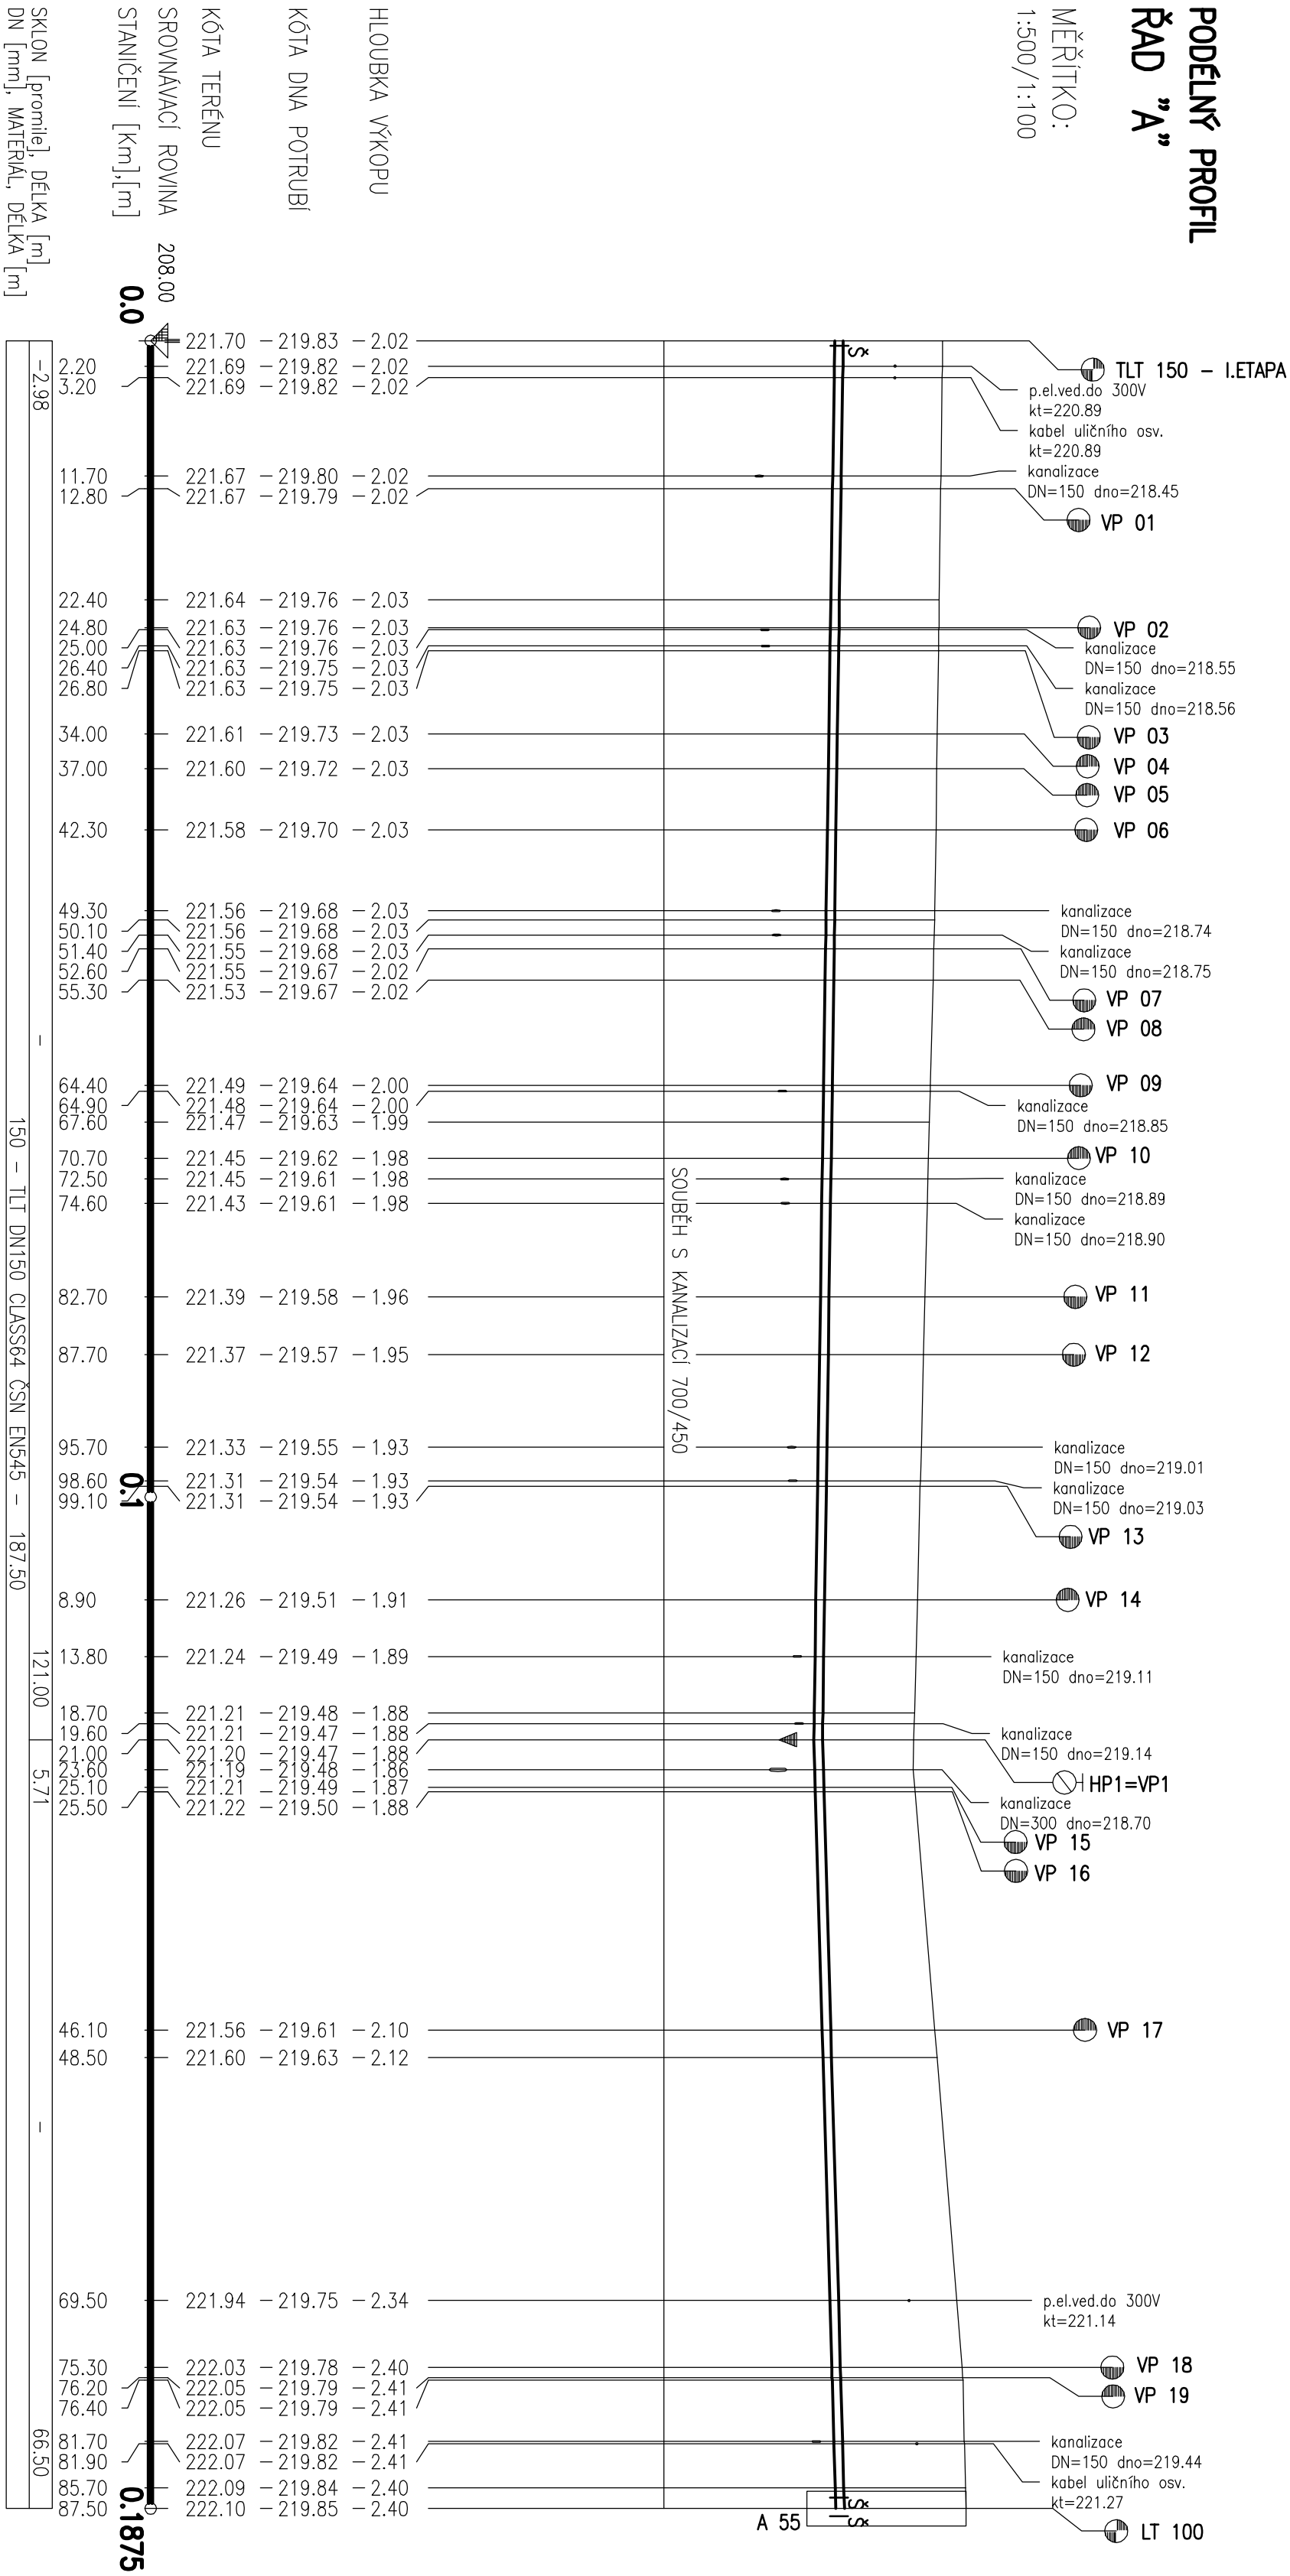 PODÉLNÝ PROFIL
ŘAD "A"
MĚŘÍTKO:
1:500/1:100
HLOUBKA VÝKOPU
KÓTA DNA POTRUBÍ
KÓTA TERÉNU
SROVNÁVACÍ ROVINA 208.00
STANIČENÍ [Km],[m]
SKLON [promile], DÉLKA [m]
DN [mm], MATERIÁL, DÉLKA [m]
0.0
221.70 – 219.83 – 2.02
2.20 221.69 – 219.82 – 2.02
3.20 221.69 – 219.82 – 2.02
11.70 221.67 – 219.80 – 2.02
12.80 221.67 – 219.79 – 2.02
22.40 221.64 – 219.76 – 2.03
24.80 221.63 – 219.76 – 2.03
25.00 221.63 – 219.76 – 2.03
26.40 221.63 – 219.75 – 2.03
26.80 221.63 – 219.75 – 2.03
34.00 221.61 – 219.73 – 2.03
37.00 221.60 – 219.72 – 2.03
42.30 221.58 – 219.70 – 2.03
49.30 221.56 – 219.68 – 2.03
50.10 221.56 – 219.68 – 2.03
51.40 221.55 – 219.68 – 2.03
52.60 221.55 – 219.67 – 2.02
55.30 221.53 – 219.67 – 2.02
64.40 221.49 – 219.64 – 2.00
64.90 221.48 – 219.64 – 2.00
67.60 221.47 – 219.63 – 1.99
70.70 221.45 – 219.62 – 1.98
72.50 221.45 – 219.61 – 1.98
74.60 221.43 – 219.61 – 1.98
82.70 221.39 – 219.58 – 1.96
87.70 221.37 – 219.57 – 1.95
95.70 221.33 – 219.55 – 1.93
98.60 221.31 – 219.54 – 1.93
99.10 221.31 – 219.54 – 1.93
0.1
8.90 221.26 – 219.51 – 1.91
13.80 221.24 – 219.49 – 1.89
18.70 221.21 – 219.48 – 1.88
19.60 221.21 – 219.47 – 1.88
21.00 221.20 – 219.47 – 1.88
23.60 221.19 – 219.48 – 1.86
25.10 221.21 – 219.49 – 1.87
25.50 221.22 – 219.50 – 1.88
46.10 221.56 – 219.61 – 2.10
48.50 221.60 – 219.63 – 2.12
69.50 221.94 – 219.75 – 2.34
75.30 222.03 – 219.78 – 2.40
76.20 222.05 – 219.79 – 2.41
76.40 222.05 – 219.79 – 2.41
81.70 222.07 – 219.82 – 2.41
81.90 222.07 – 219.82 – 2.41
85.70 222.09 – 219.84 – 2.40
87.50 222.10 – 219.85 – 2.40
0.1875
–2.98 – 121.00
5.71 – 66.50
150 – TLT DN150 CLASS64 ČSN EN545 – 187.50
SOUBĚH S KANALIZACÍ 700/450
Š
Š
Š
A 55
TLT 150 – I.ETAPA
p.el.ved.do 300V
kt=220.89
kabel uličního osv.
kt=220.89
kanalizace
DN=150 dno=218.45
VP 01
VP 02
kanalizace
DN=150 dno=218.55
kanalizace
DN=150 dno=218.56
VP 03
VP 04
VP 05
VP 06
kanalizace
DN=150 dno=218.74
kanalizace
DN=150 dno=218.75
VP 07
VP 08
VP 09
kanalizace
DN=150 dno=218.85
VP 10
kanalizace
DN=150 dno=218.89
kanalizace
DN=150 dno=218.90
VP 11
VP 12
kanalizace
DN=150 dno=219.01
kanalizace
DN=150 dno=219.03
VP 13
VP 14
kanalizace
DN=150 dno=219.11
kanalizace
DN=150 dno=219.14
HP1=VP1
kanalizace
DN=300 dno=218.70
VP 15
VP 16
VP 17
p.el.ved.do 300V
kt=221.14
VP 18
VP 19
kanalizace
DN=150 dno=219.44
kabel uličního osv.
kt=221.27
LT 100